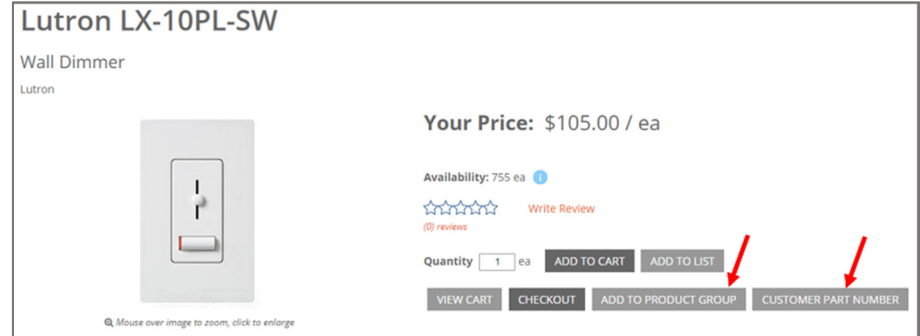 Lutron LX-10PL-SW
Wall Dimmer
Lutron
Your Price: $105.00 / ea
Availability: 755 ea i
Write Review
(0) reviews
Quantity 1 ea ADD TO CART ADD TO LIST
VIEW CART CHECKOUT ADD TO PRODUCT GROUP CUSTOMER PART NUMBER
Mouse over image to zoom, click to enlarge